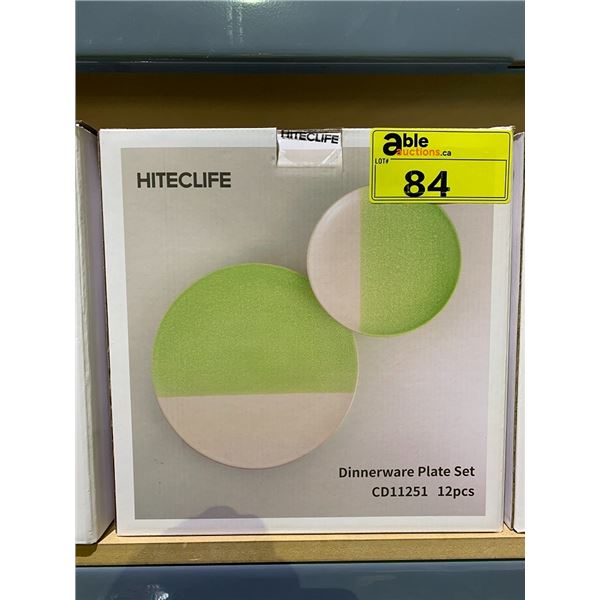 HITECLIFE
able
auctions.ca
LOT#
84
HITECLIFE
Dinnerware Plate Set
CD11251 12pcs